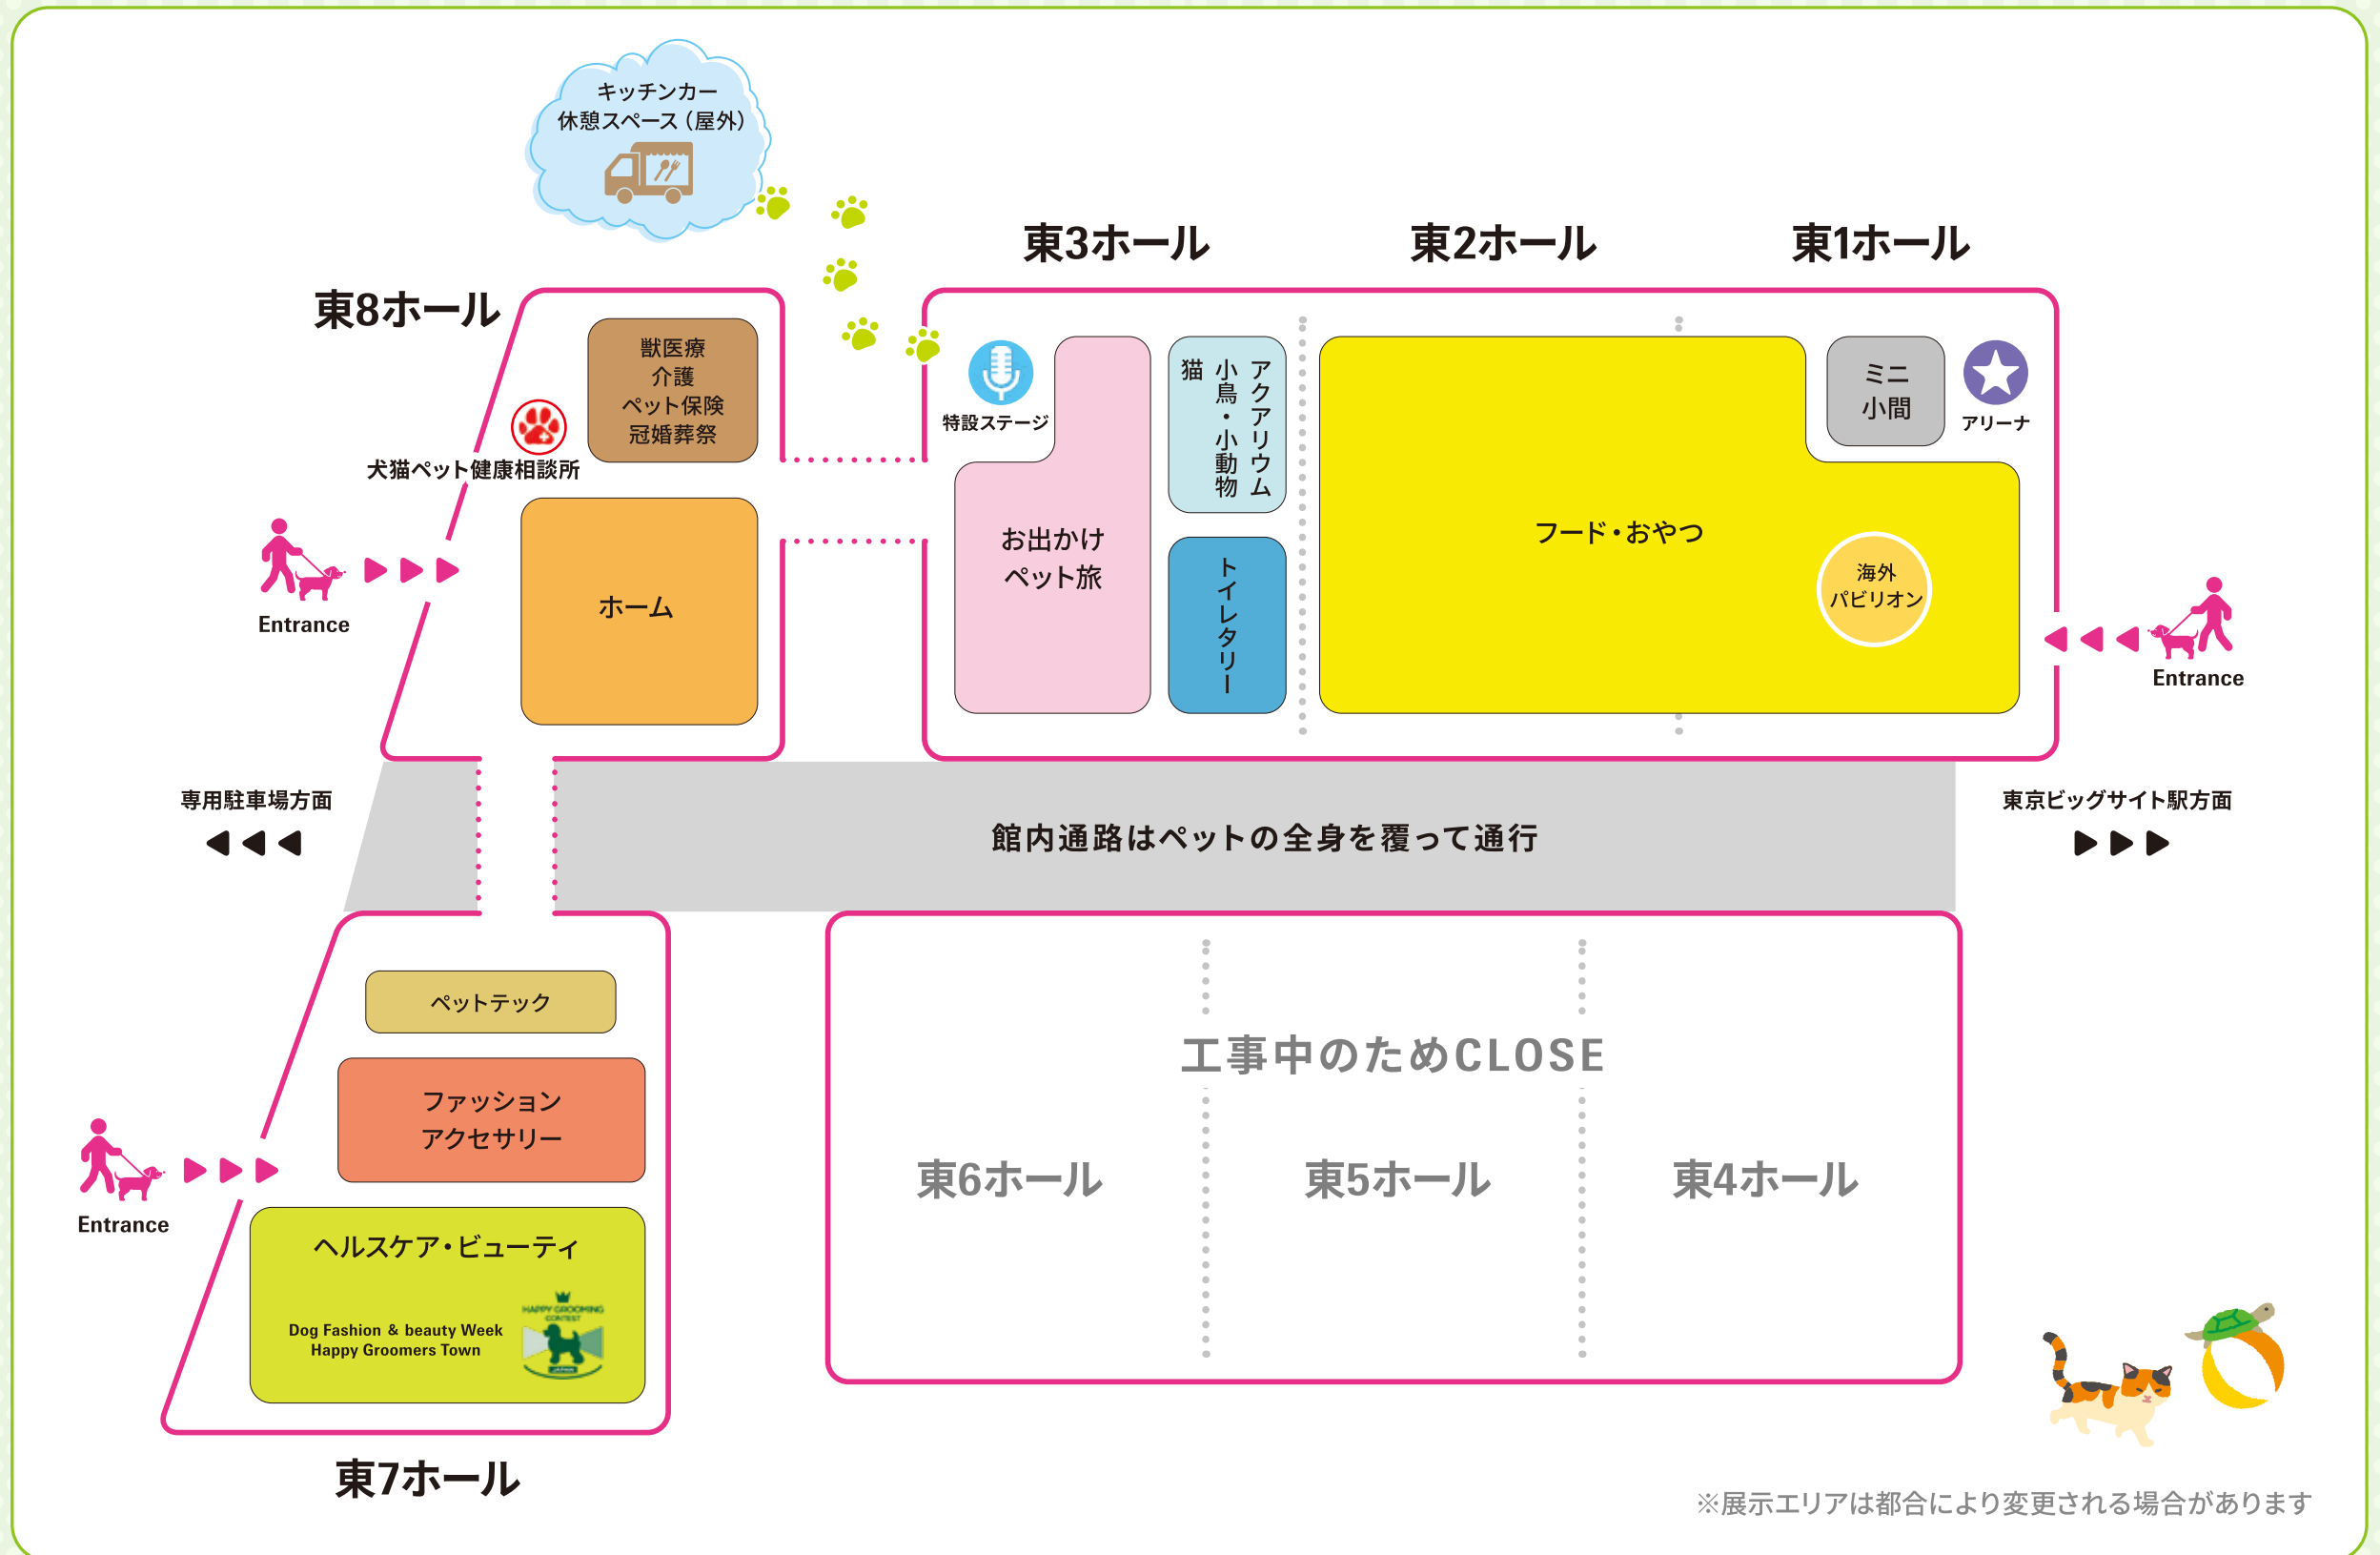 キッチンカー
休憩スペース（屋外）
東8ホール
東3ホール
東2ホール
東1ホール
獣医療
介護
ペット保険
冠婚葬祭
犬猫ペット健康相談所
ホーム
Entrance
特設ステージ
お出かけ
ペット旅
アクアリウム
小鳥・小動物
猫
トイレタリー
フード・おやつ
海外
パビリオン
ミニ
小間
アリーナ
Entrance
専用駐車場方面
館内通路はペットの全身を覆って通行
東京ビッグサイト駅方面
ペットテック
ファッション
アクセサリー
Entrance
ヘルスケア・ビューティ
Dog Fashion & beauty Week
Happy Groomers Town
HAPPY GROOMING
CONTEST
JAPAN
東7ホール
工事中のためCLOSE
東6ホール
東5ホール
東4ホール
※展示エリアは都合により変更される場合があります